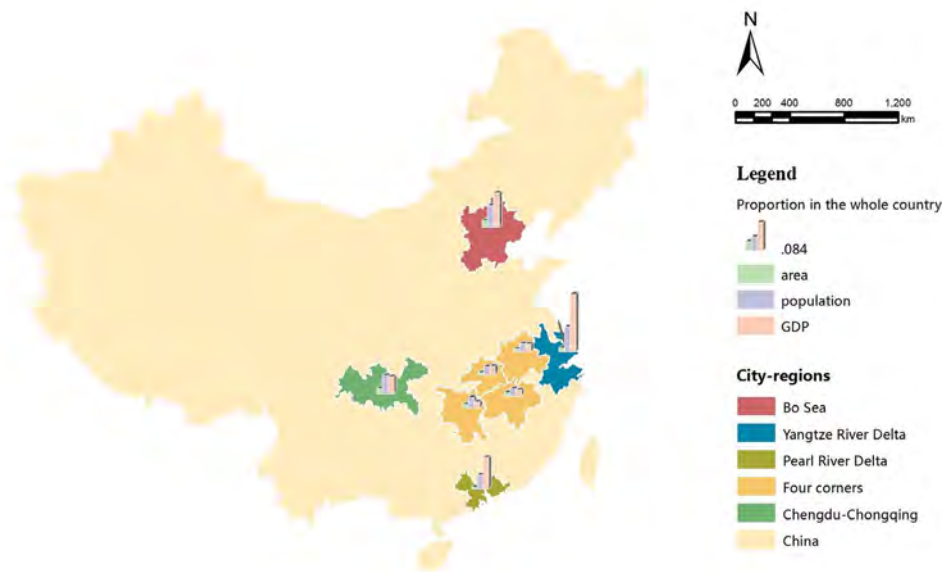 N
0 200 400 800 1,200
km
Legend
Proportion in the whole country
.084
area
population
GDP
City-regions
Bo Sea
Yangtze River Delta
Pearl River Delta
Four corners
Chengdu-Chongqing
China